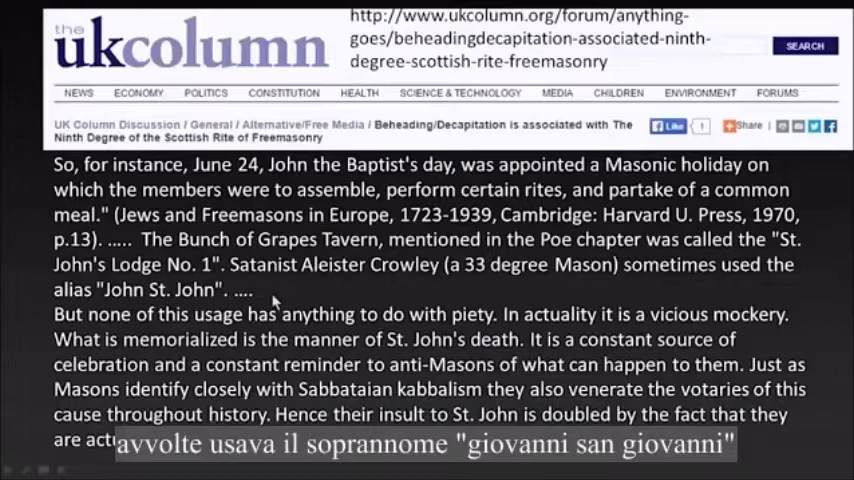 the
ukcolumn
http://www.ukcolumn.org/forum/anything-
goes/beheadingdecapitation-associated-ninth-
degree-scottish-rite-freemasonry
SEARCH
NEWS ECONOMY POLITICS CONSTITUTION HEALTH SCIENCE & TECHNOLOGY MEDIA CHILDREN ENVIRONMENT FORUMS
UK Column Discussion / General / Alternative/Free Media / Beheading/Decapitation is associated with The
Ninth Degree of the Scottish Rite of Freemasonry
Like 1 Share
So, for instance, June 24, John the Baptist's day, was appointed a Masonic holiday on
which the members were to assemble, perform certain rites, and partake of a common
meal." (Jews and Freemasons in Europe, 1723-1939, Cambridge: Harvard U. Press, 1970,
p.13). ..... The Bunch of Grapes Tavern, mentioned in the Poe chapter was called the "St.
John's Lodge No. 1". Satanist Aleister Crowley (a 33 degree Mason) sometimes used the
alias "John St. John". ....
But none of this usage has anything to do with piety. In actuality it is a vicious mockery.
What is memorialized is the manner of St. John's death. It is a constant source of
celebration and a constant reminder to anti-Masons of what can happen to them. Just as
Masons identify closely with Sabbataian kabbalism they also venerate the votaries of this
cause throughout history. Hence their insult to St. John is doubled by the fact that they
are
avvolte usava il soprannome "giovanni san giovanni"